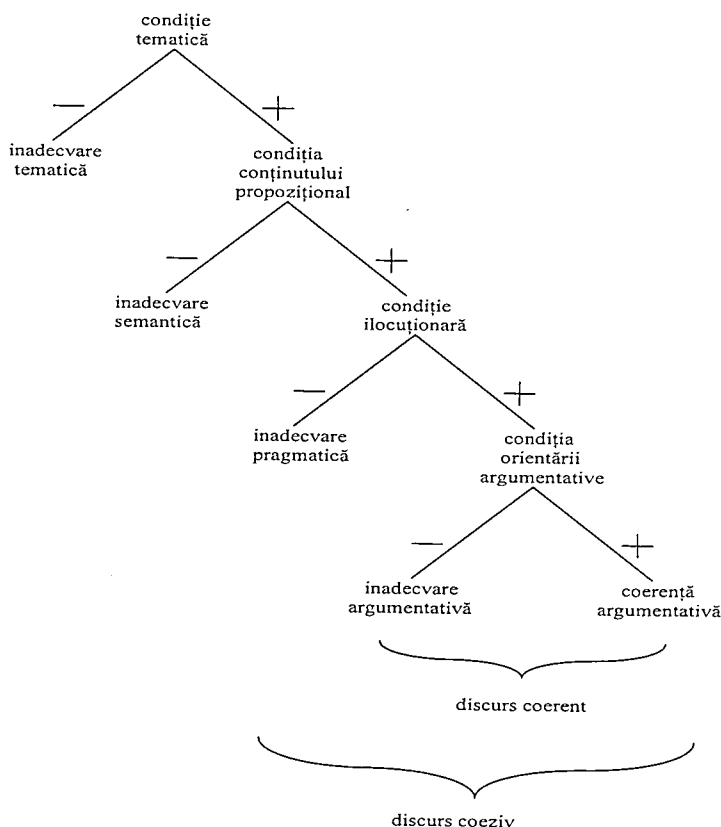 condiție
tematică
—
+
inadecvare
tematică
condiția
conținutului
propozițional
—
+
inadecvare
semantică
condiție
ilocuționară
—
+
inadecvare
pragmatică
condiția
orientării
argumentative
—
+
inadecvare
argumentativă
coerență
argumentativă
discurs coerent
discurs coeziv